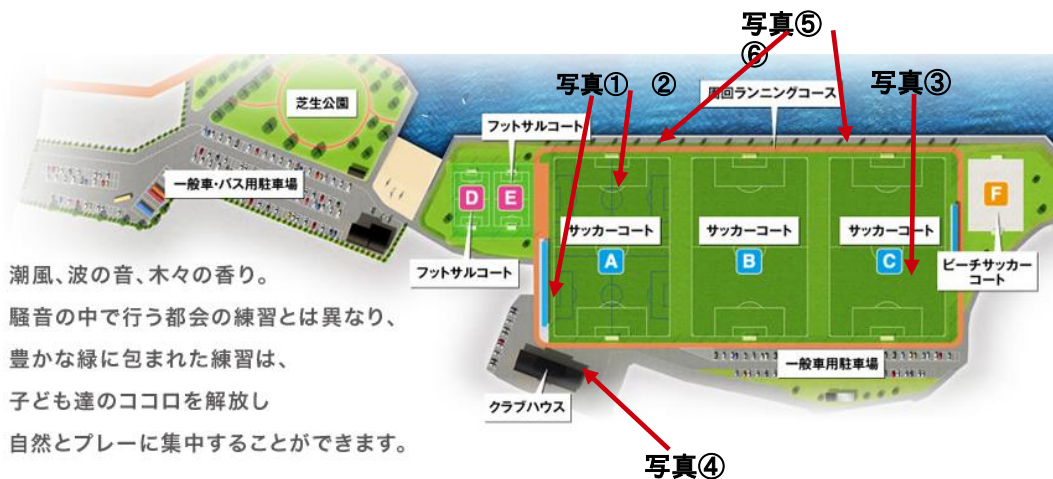 写真⑤
⑥
写真① ②
写真③
周回ランニングコース
芝生公園
フットサルコート
一般車・バス用駐車場
D
E
F
サッカーコート
サッカーコート
サッカーコート
A
B
C
フットサルコート
ビーチサッカー
コート
潮風、波の音、木々の香り。
騒音の中で行う都会の練習とは異なり、
豊かな緑に包まれた練習は、
子ども達のココロを解放し
自然とプレーに集中することができます。
一般車用駐車場
クラブハウス
写真④